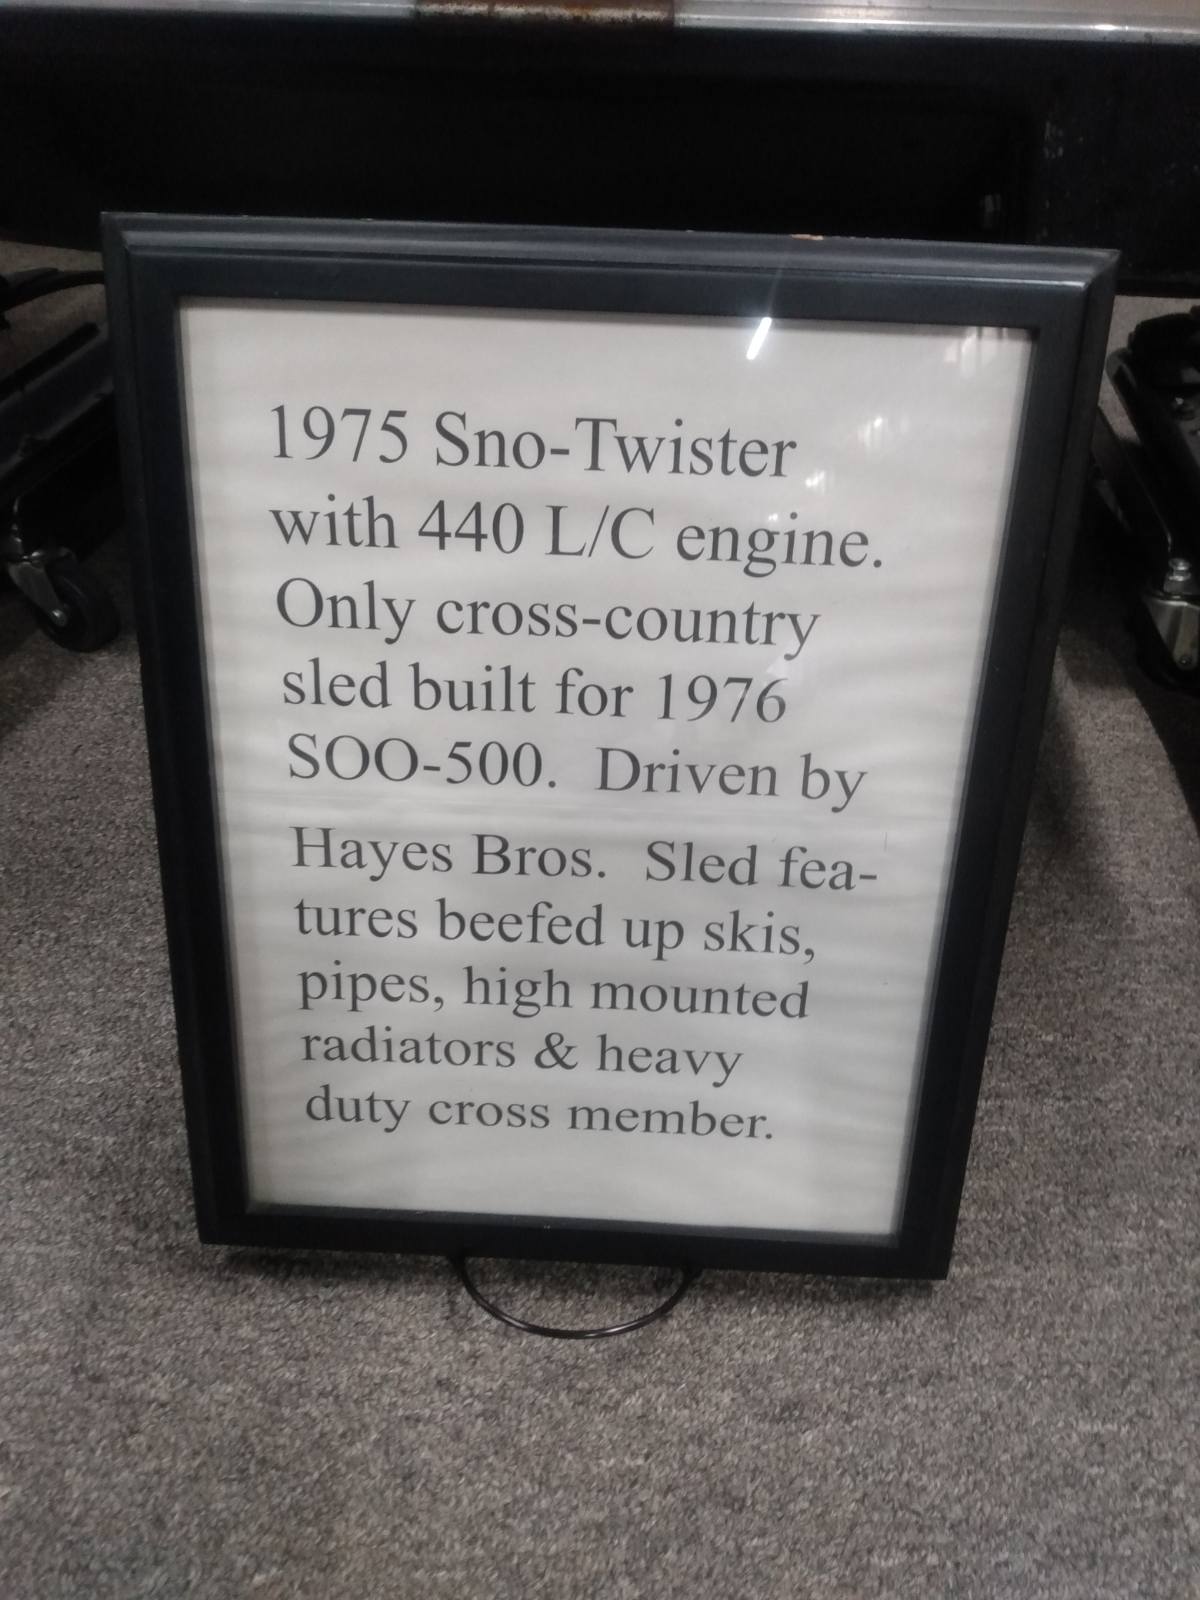 1975 Sno-Twister
with 440 L/C engine.
Only cross-country
sled built for 1976
SOO-500.  Driven by
Hayes Bros.  Sled fea-
tures beefed up skis,
pipes, high mounted
radiators & heavy
duty cross member.